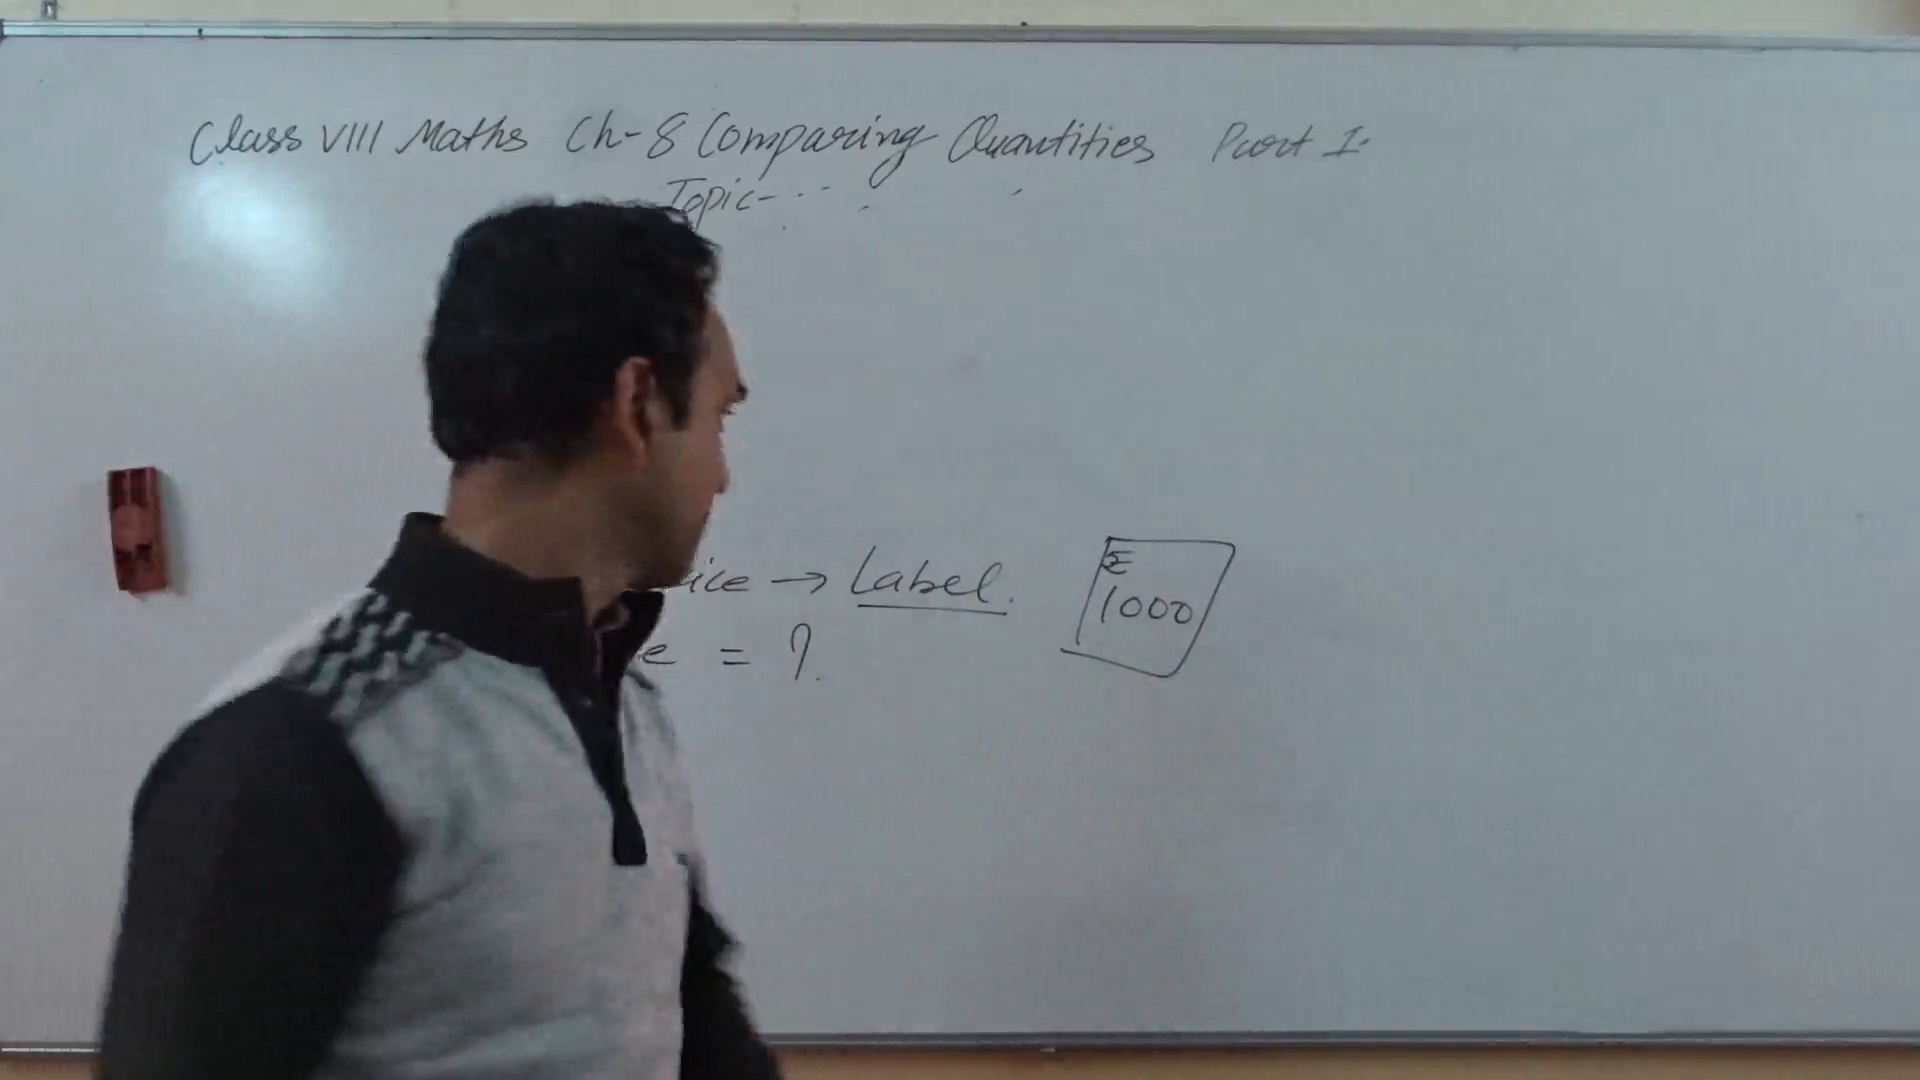 Class VIII Maths Ch-8 Comparing Quantities Part I.
Topic-...
ice → Label.
e = ?
₹
1000